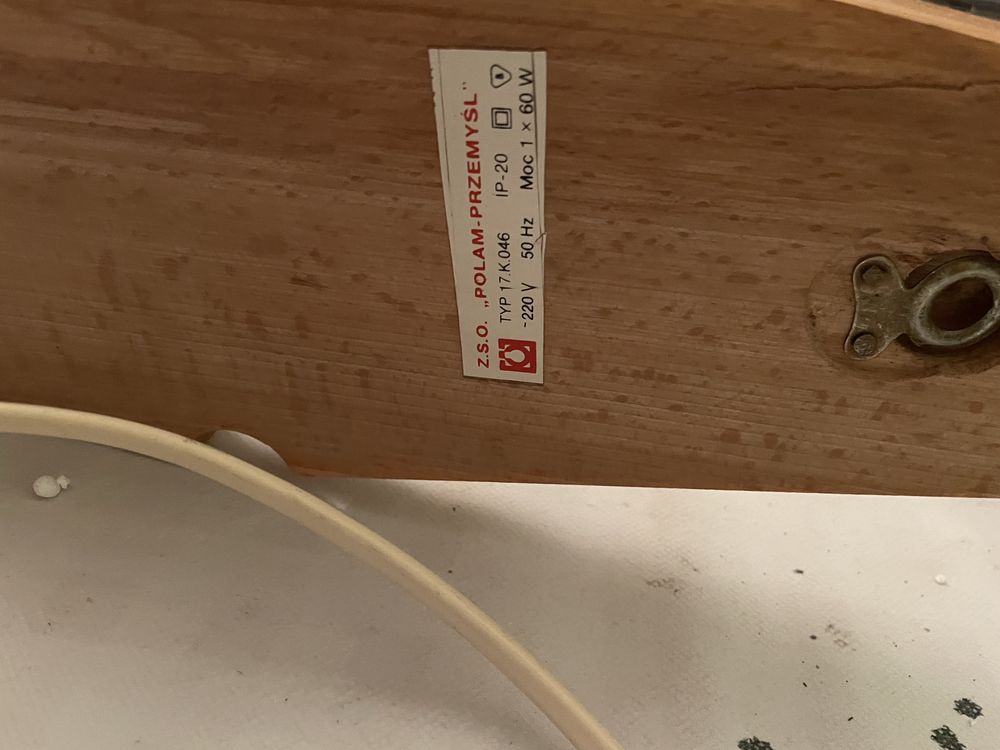 Z.S.O. „POLAM-PRZEMYŚL"
TYP 17.K.046 IP-20
~220 V 50 Hz Moc 1 × 60 W